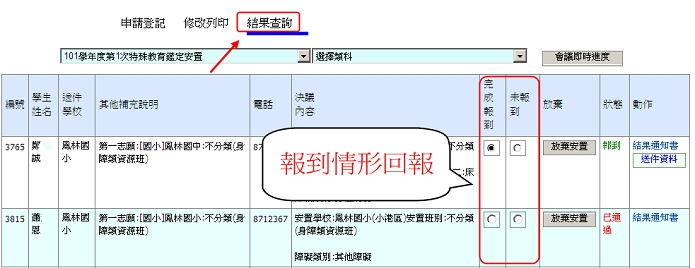 申請登記 修改列印 結果查詢
101學年度第1次特殊教育鑑定安置 選擇類科 會議即時進度
編號 學生姓名 送件學校 其他補充說明 電話 決議內容 完成報到 未報到 放棄 狀態 動作
3765 鄭誠 鳳林國小 第一志願:[國小]鳳林國中:不分類(身障類資源班) 放棄安置 報到 結果通知書
送件資料
報到情形回報
3815 蕭恩 鳳林國小 第一志願:[國小]鳳林國小:不分類(身障類資源班) 8712367 安置學校:鳳林國小(小港區)安置班別:不分類(身障類資源班) 放棄安置 已通過 結果通知書
障礙類別:其他障礙